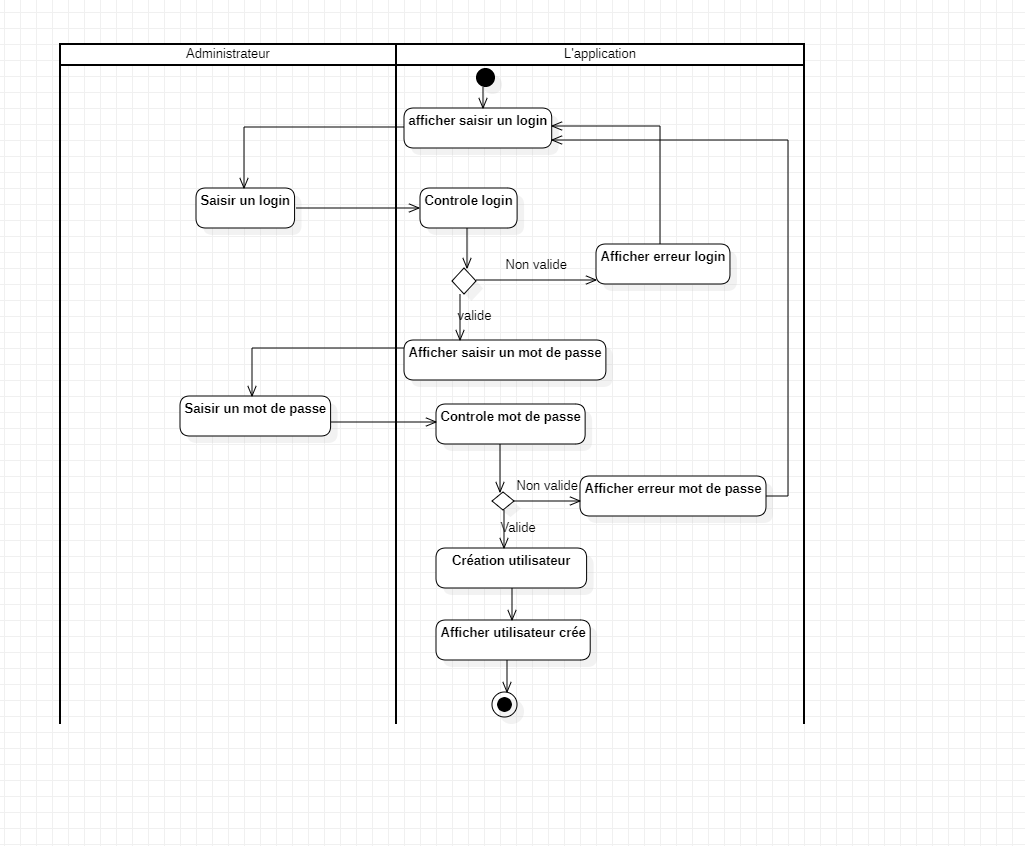 Administrateur
L'application
afficher saisir un login
Saisir un login
Controle login
Afficher erreur login
Non valide
valide
Afficher saisir un mot de passe
Saisir un mot de passe
Controle mot de passe
Non valide
Afficher erreur mot de passe
Valide
Création utilisateur
Afficher utilisateur crée